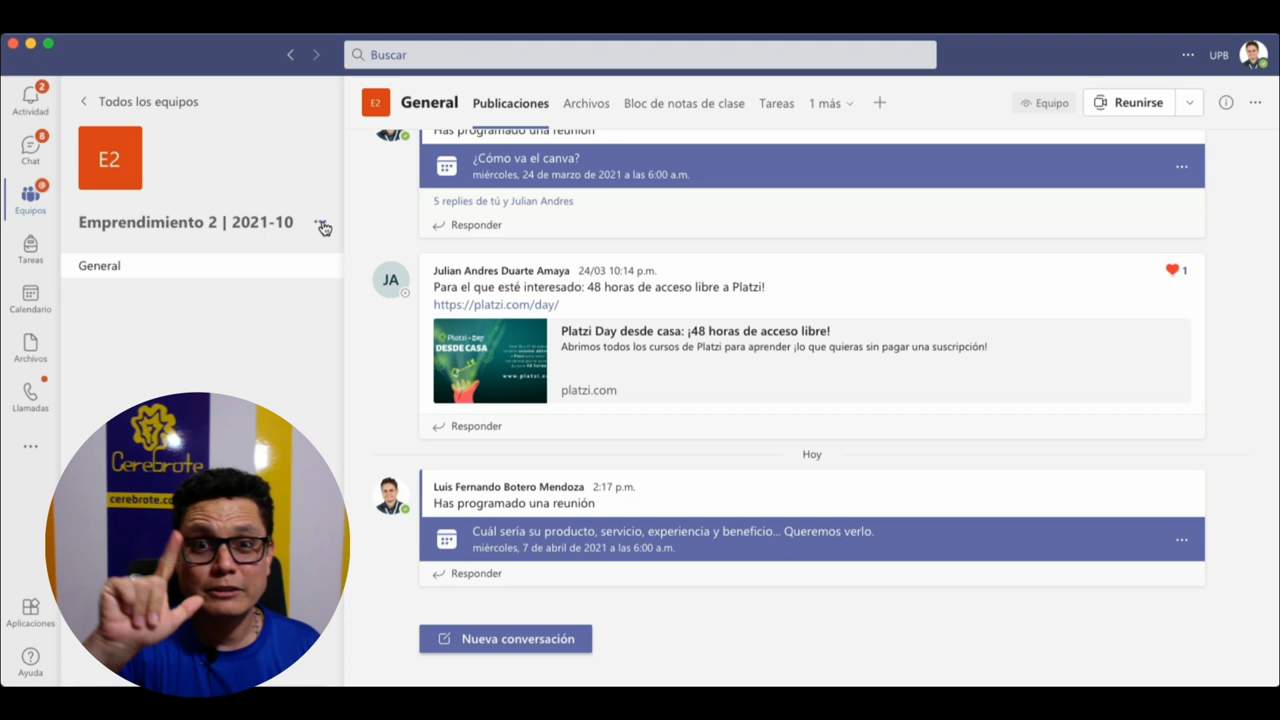 Buscar
UPB
Actividad
2
Chat
8
Equipos
Tareas
Calendario
Archivos
Llamadas
Aplicaciones
Ayuda
Todos los equipos
E2
Emprendimiento 2 | 2021-10
General
E2
General
Publicaciones
Archivos
Bloc de notas de clase
Tareas
1 más
Equipo
Reunirse
Has programado una reunión
¿Cómo va el canva?
miércoles, 24 de marzo de 2021 a las 6:00 a.m.
5 replies de tú y Julian Andres
Responder
JA
Julian Andres Duarte Amaya 24/03 10:14 p.m.
1
Para el que esté interesado: 48 horas de acceso libre a Platzi!
https://platzi.com/day/
Platzi Day
DESDE CASA
Platzi Day desde casa: ¡48 horas de acceso libre!
Abrimos todos los cursos de Platzi para aprender ¡lo que quieras sin pagar una suscripción!
platzi.com
Responder
Hoy
Luis Fernando Botero Mendoza 2:17 p.m.
Has programado una reunión
Cuál sería su producto, servicio, experiencia y beneficio... Queremos verlo.
miércoles, 7 de abril de 2021 a las 6:00 a.m.
Responder
Nueva conversación
Cerebrote